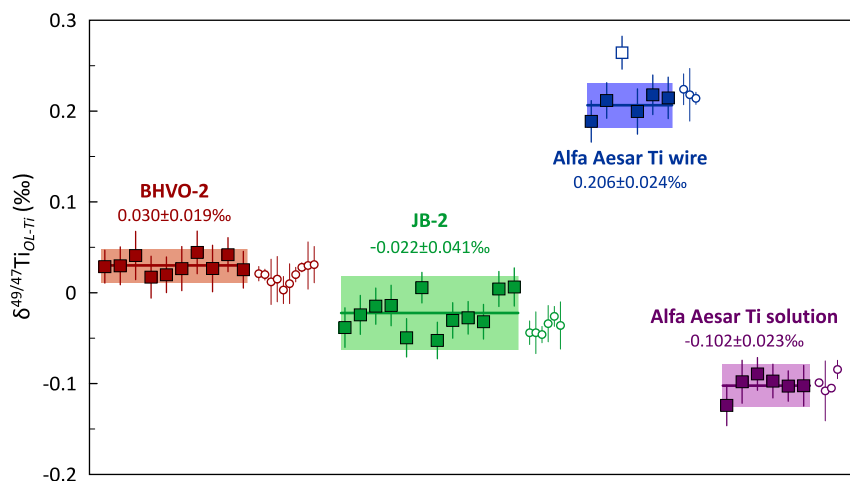 δ49/47TiOL-Ti (‰)
0.3
0.2
0.1
0
-0.1
-0.2
Alfa Aesar Ti wire
0.206±0.024‰
BHVO-2
0.030±0.019‰
JB-2
-0.022±0.041‰
Alfa Aesar Ti solution
-0.102±0.023‰